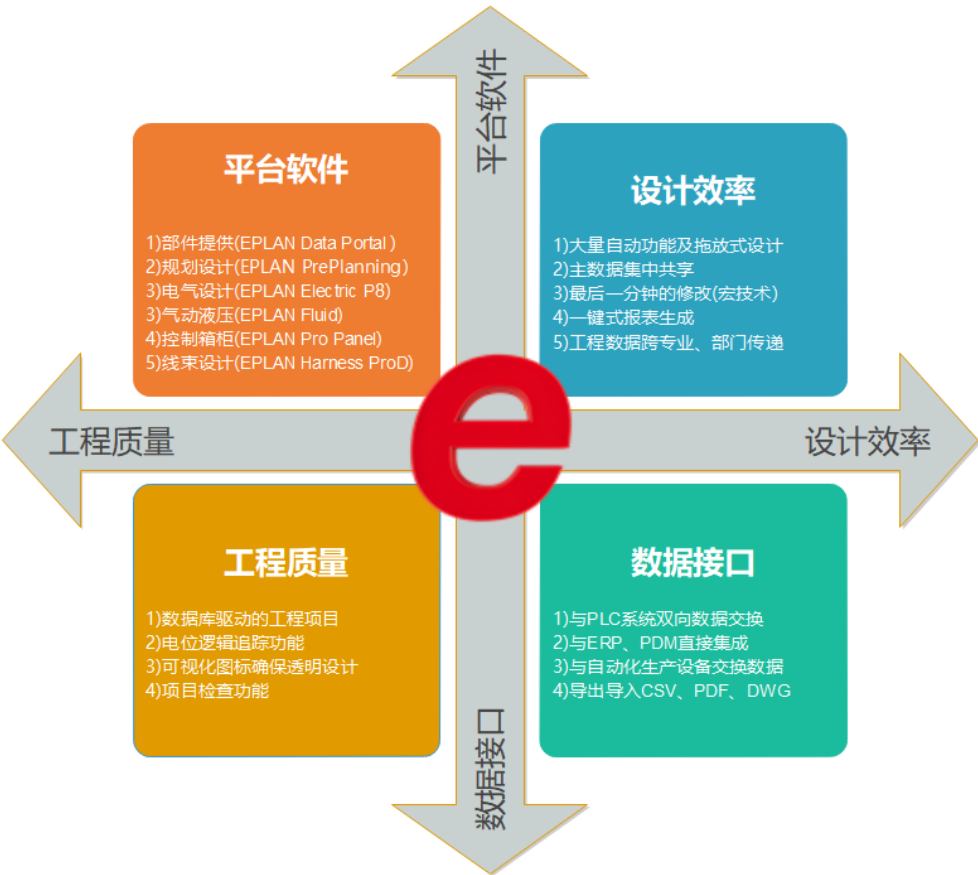 平台软件
平台软件
1)部件提供(EPLAN Data Portal )
2)规划设计(EPLAN PrePlanning)
3)电气设计(EPLAN Electric P8)
3)气动液压(EPLAN Fluid)
4)控制箱柜(EPLAN Pro Panel)
5)线束设计(EPLAN Harness ProD)
设计效率
1)大量自动功能及拖放式设计
2)主数据集中共享
3)最后一分钟的修改(宏技术)
4)一键式报表生成
5)工程数据跨专业、部门传递
工程质量
e
设计效率
工程质量
1)数据库驱动的工程项目
2)电位逻辑追踪功能
3)可视化图标确保透明设计
4)项目检查功能
数据接口
1)与PLC系统双向数据交换
2)与ERP、PDM直接集成
3)与自动化生产设备交换数据
4)导出导入CSV、PDF、DWG
数据接口